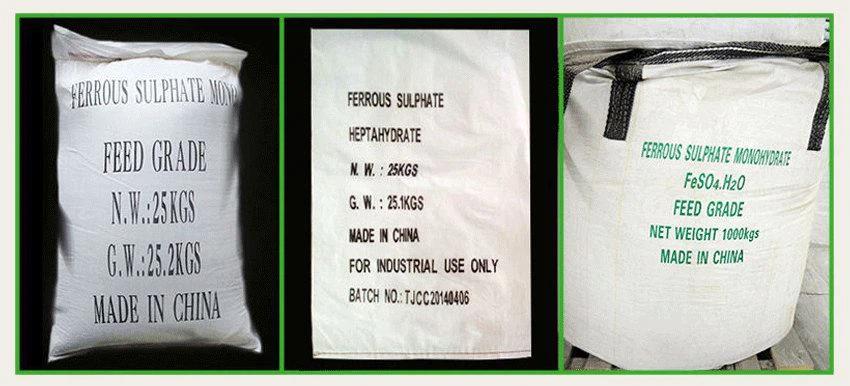 FERROUS SULPHATE
FEED GRADE
N.W.:25KGS
G.W.:25.2KGS
MADE IN CHINA
FERROUS SULPHATE
HEPTAHYDRATE
N. W. : 25KGS
G. W. : 25.1KGS
MADE IN CHINA
FOR INDUSTRIAL USE ONLY
BATCH NO.: TJCC20140406
FERROUS SULPHATE MONOHYDRATE
FeSO4.H2O
FEED GRADE
NET WEIGHT 1000kgs
MADE IN CHINA